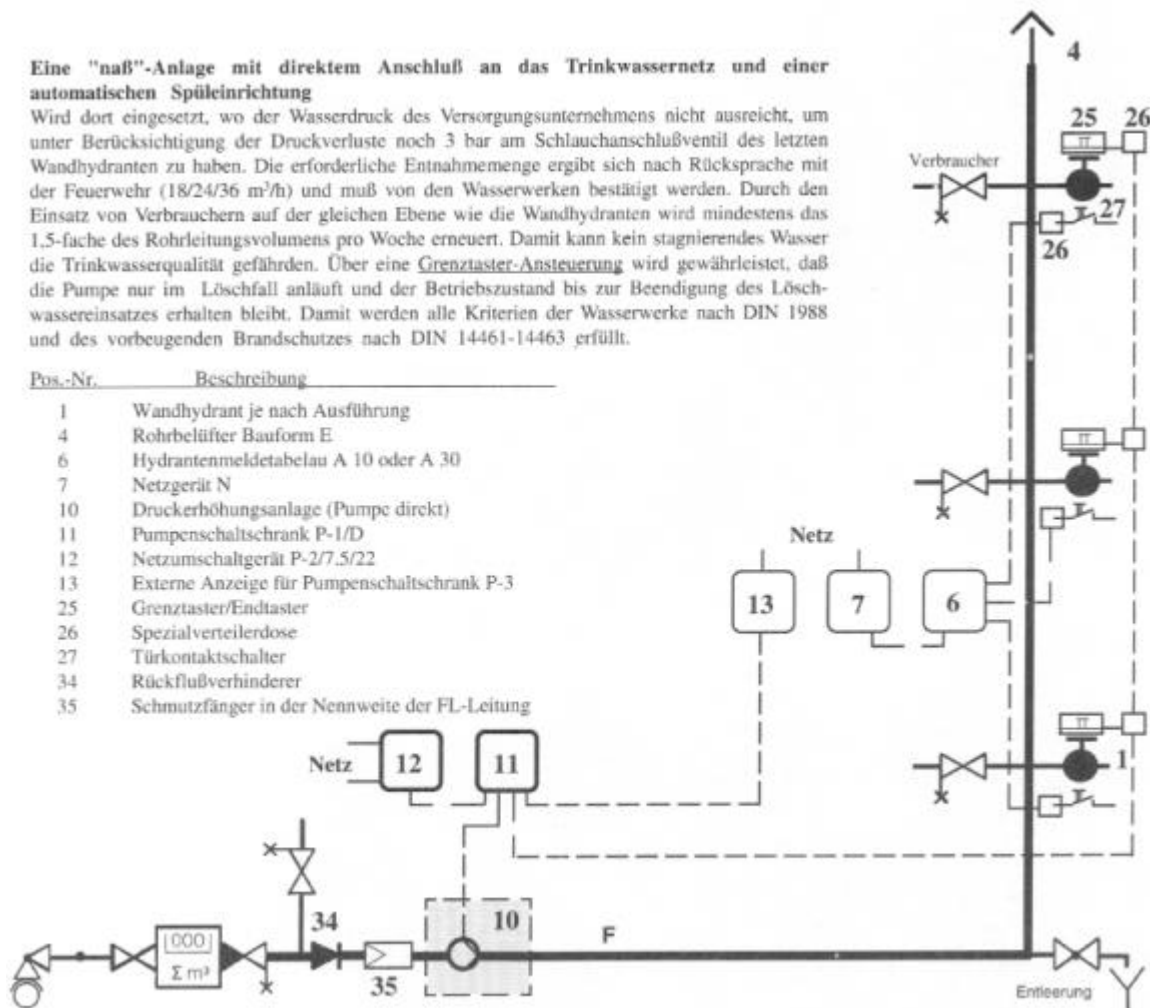 Eine "naß"-Anlage mit direktem Anschluß an das Trinkwassernetz und einer
automatischen Spüleinrichtung
Wird dort eingesetzt, wo der Wasserdruck des Versorgungsunternehmens nicht ausreicht, um
unter Berücksichtigung der Druckverluste noch 3 bar am Schlauchanschlußventil des letzten
Wandhydranten zu haben. Die erforderliche Entnahmemenge ergibt sich nach Rücksprache mit
der Feuerwehr (18/24/36 m³/h) und muß von den Wasserwerken bestätigt werden. Durch den
Einsatz von Verbrauchern auf der gleichen Ebene wie die Wandhydranten wird mindestens das
1,5-fache des Rohrleitungsvolumens pro Woche erneuert. Damit kann kein stagnierendes Wasser
die Trinkwasserqualität gefährden. Über eine Grenztaster-Ansteuerung wird gewährleistet, daß
die Pumpe nur im Löschfall anläuft und der Betriebszustand bis zur Beendigung des Lösch-
wassereinsatzes erhalten bleibt. Damit werden alle Kriterien der Wasserwerke nach DIN 1988
und des vorbeugenden Brandschutzes nach DIN 14461-14463 erfüllt.
Pos.-Nr. Beschreibung
1 Wandhydrant je nach Ausführung
4 Rohrbelüfter Bauform E
6 Hydrantenmeldetabelau A 10 oder A 30
7 Netzgerät N
10 Druckerhöhungsanlage (Pumpe direkt)
11 Pumpenschaltschrank P-1/D
12 Netzumschaltgerät P-2/7.5/22
13 Externe Anzeige für Pumpenschaltschrank P-3
25 Grenztaster/Endtaster
26 Spezialverteilerdose
27 Türkontaktschalter
34 Rückflußverhinderer
35 Schmutzfänger in der Nennweite der FL-Leitung
4
25 26
Verbraucher
27
26
Netz
13 7 6
Netz 12 11
1
34 10
F
000
Σ m³
35
Entleerung